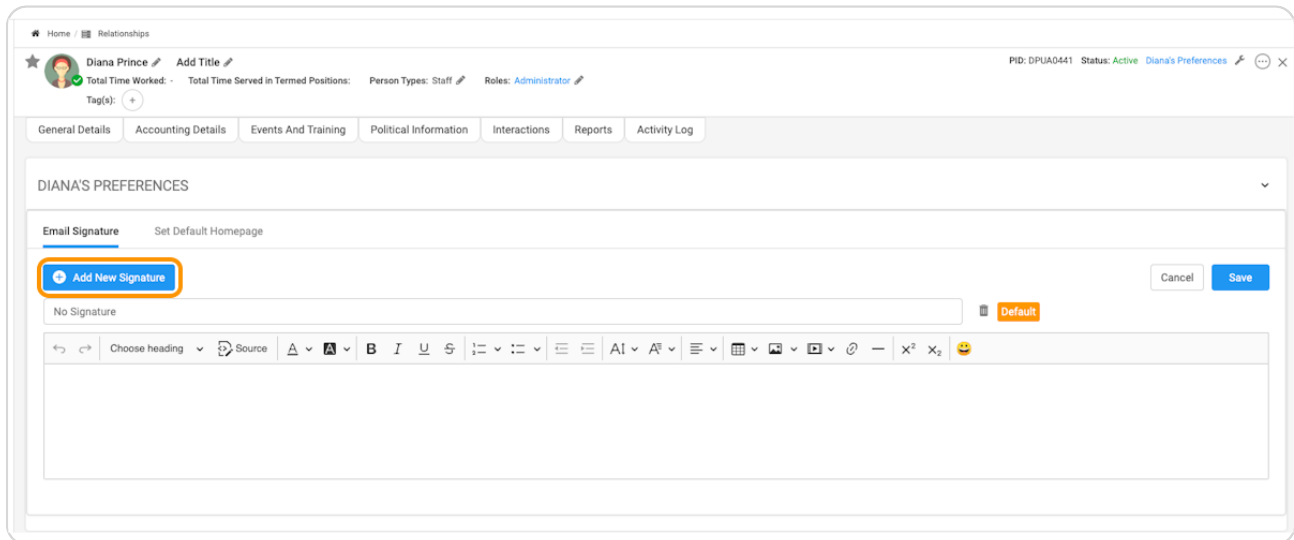 Home / Relationships
Diana Prince Add Title
PID: DPUA0441 Status: Active Diana's Preferences
Total Time Worked: - Total Time Served in Termed Positions: Person Types: Staff Roles: Administrator
Tag(s): +
General Details Accounting Details Events And Training Political Information Interactions Reports Activity Log
DIANA'S PREFERENCES
Email Signature Set Default Homepage
Add New Signature Cancel Save
No Signature Default
Choose heading Source A A B I U S AI A x² x₂